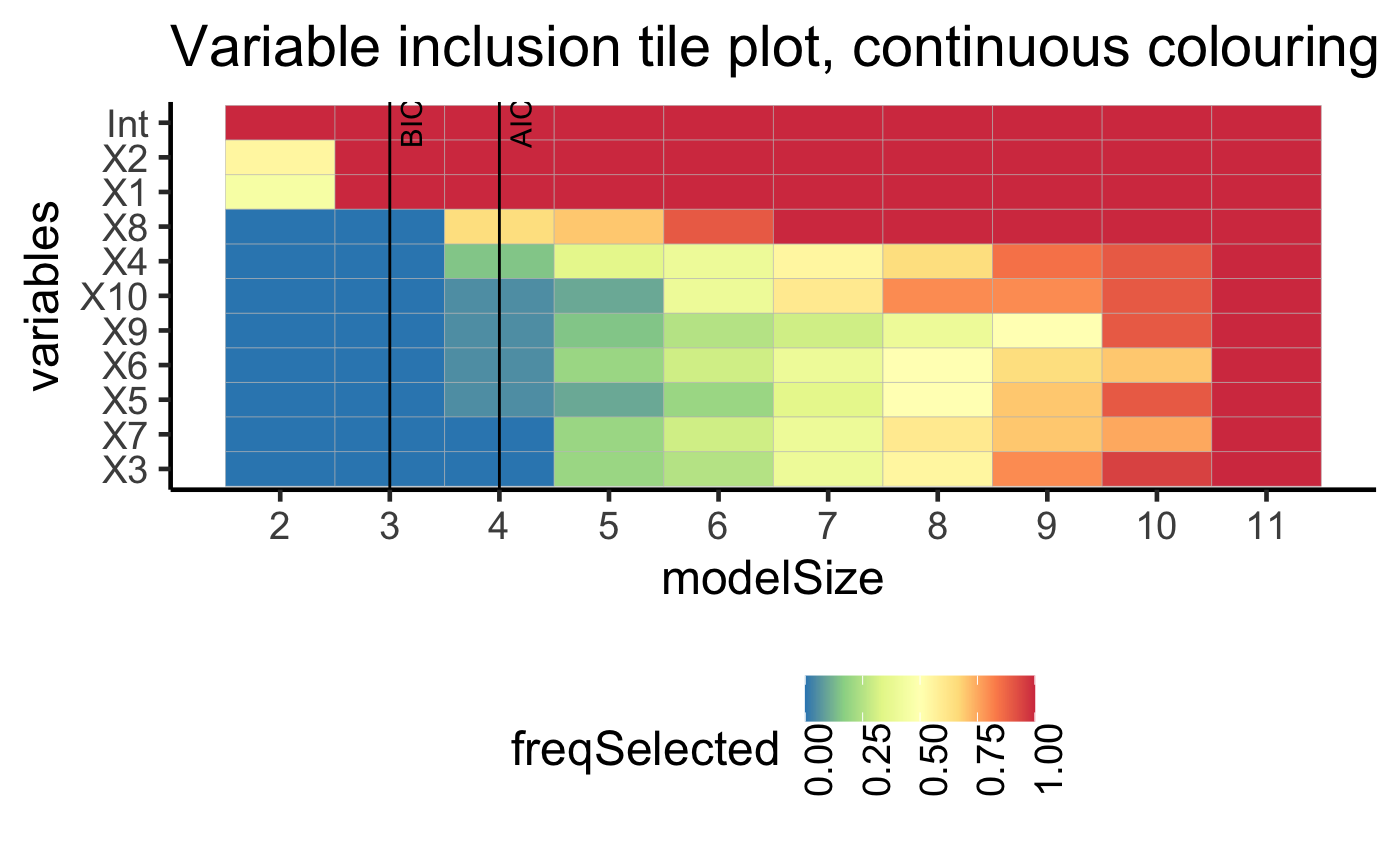 Variable inclusion tile plot, continuous colouring
BIC
AIC
variables
Int
X2
X1
X8
X4
X10
X9
X6
X5
X7
X3
2 3 4 5 6 7 8 9 10 11
modelSize
freqSelected
0.00 0.25 0.50 0.75 1.00